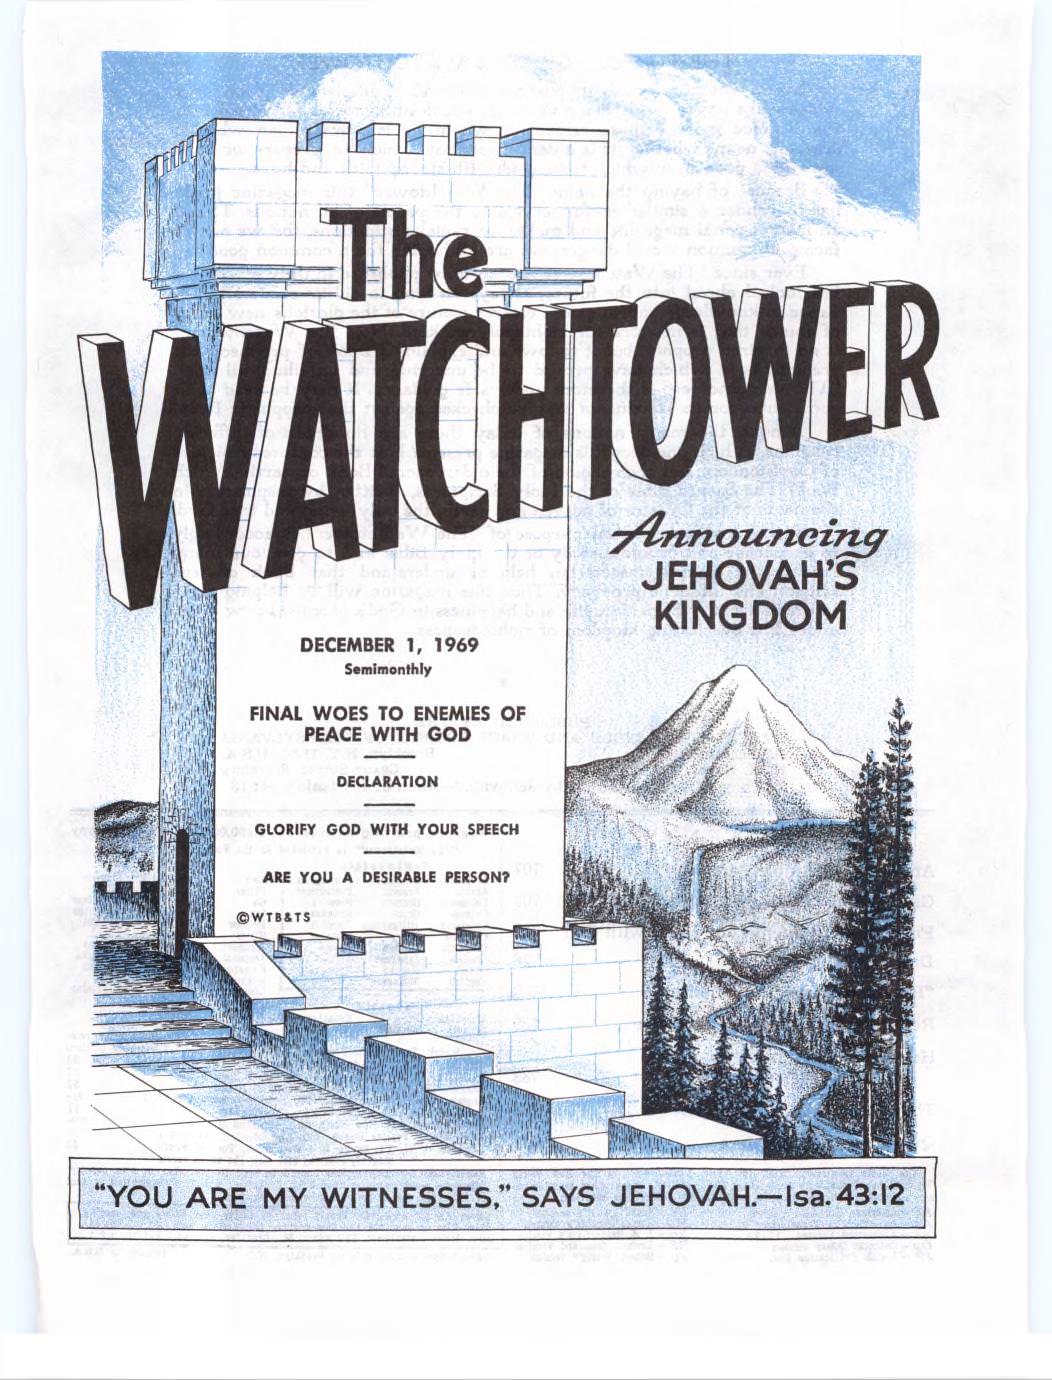 The
WATCHTOWER
Announcing
JEHOVAH'S
KINGDOM
DECEMBER 1, 1969
Semimonthly
FINAL WOES TO ENEMIES OF
PEACE WITH GOD
DECLARATION
GLORIFY GOD WITH YOUR SPEECH
ARE YOU A DESIRABLE PERSON?
©WTB&TS
"YOU ARE MY WITNESSES," SAYS JEHOVAH.—Isa. 43:12